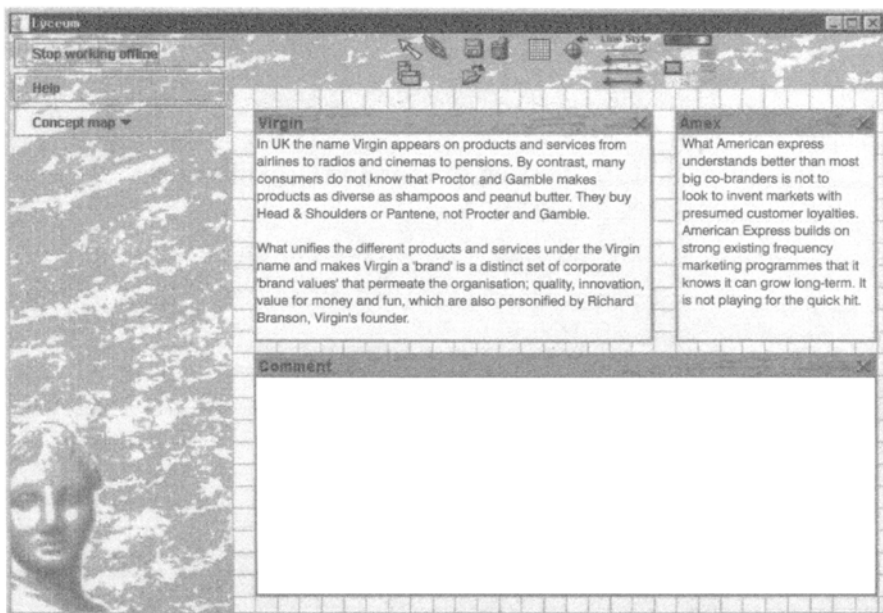 Lyceum
Stop working offline
Help
Concept map
Line Style
Virgin
In UK the name Virgin appears on products and services from
airlines to radios and cinemas to pensions. By contrast, many
consumers do not know that Proctor and Gamble makes
products as diverse as shampoos and peanut butter. They buy
Head & Shoulders or Pantene, not Procter and Gamble.
What unifies the different products and services under the Virgin
name and makes Virgin a 'brand' is a distinct set of corporate
'brand values' that permeate the organisation; quality, innovation,
value for money and fun, which are also personified by Richard
Branson, Virgin's founder.
Amex
What American express
understands better than most
big co-branders is not to
look to invent markets with
presumed customer loyalties.
American Express builds on
strong existing frequency
marketing programmes that it
knows it can grow long-term. It
is not playing for the quick hit.
Comment